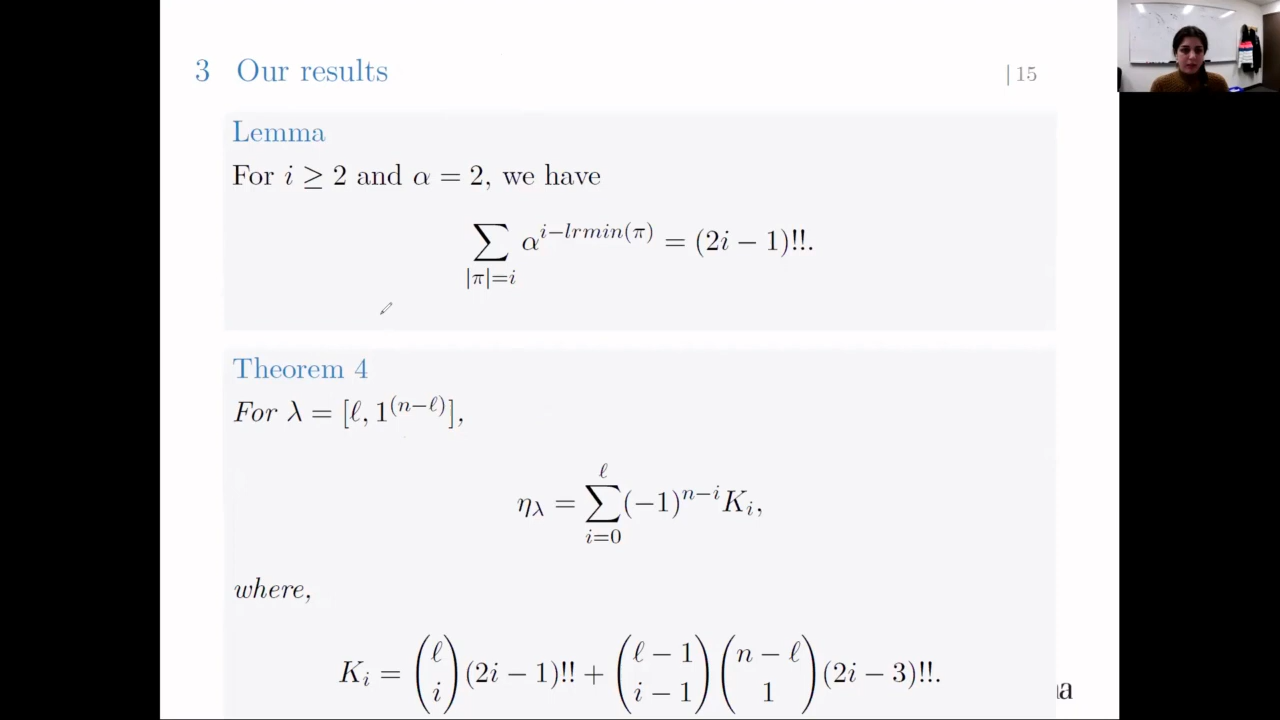 3 Our results
| 15
Lemma
For i ≥ 2 and α = 2, we have
∑_{|π|=i} α^{i−lrmin(π)} = (2i − 1)!!.
Theorem 4
For λ = [ℓ, 1^{(n−ℓ)}],
η_λ = ∑_{i=0}^{ℓ} (−1)^{n−i} K_i,
where,
K_i = \binom{ℓ}{i} (2i − 1)!! + \binom{ℓ − 1}{i − 1} \binom{n − ℓ}{1} (2i − 3)!!.